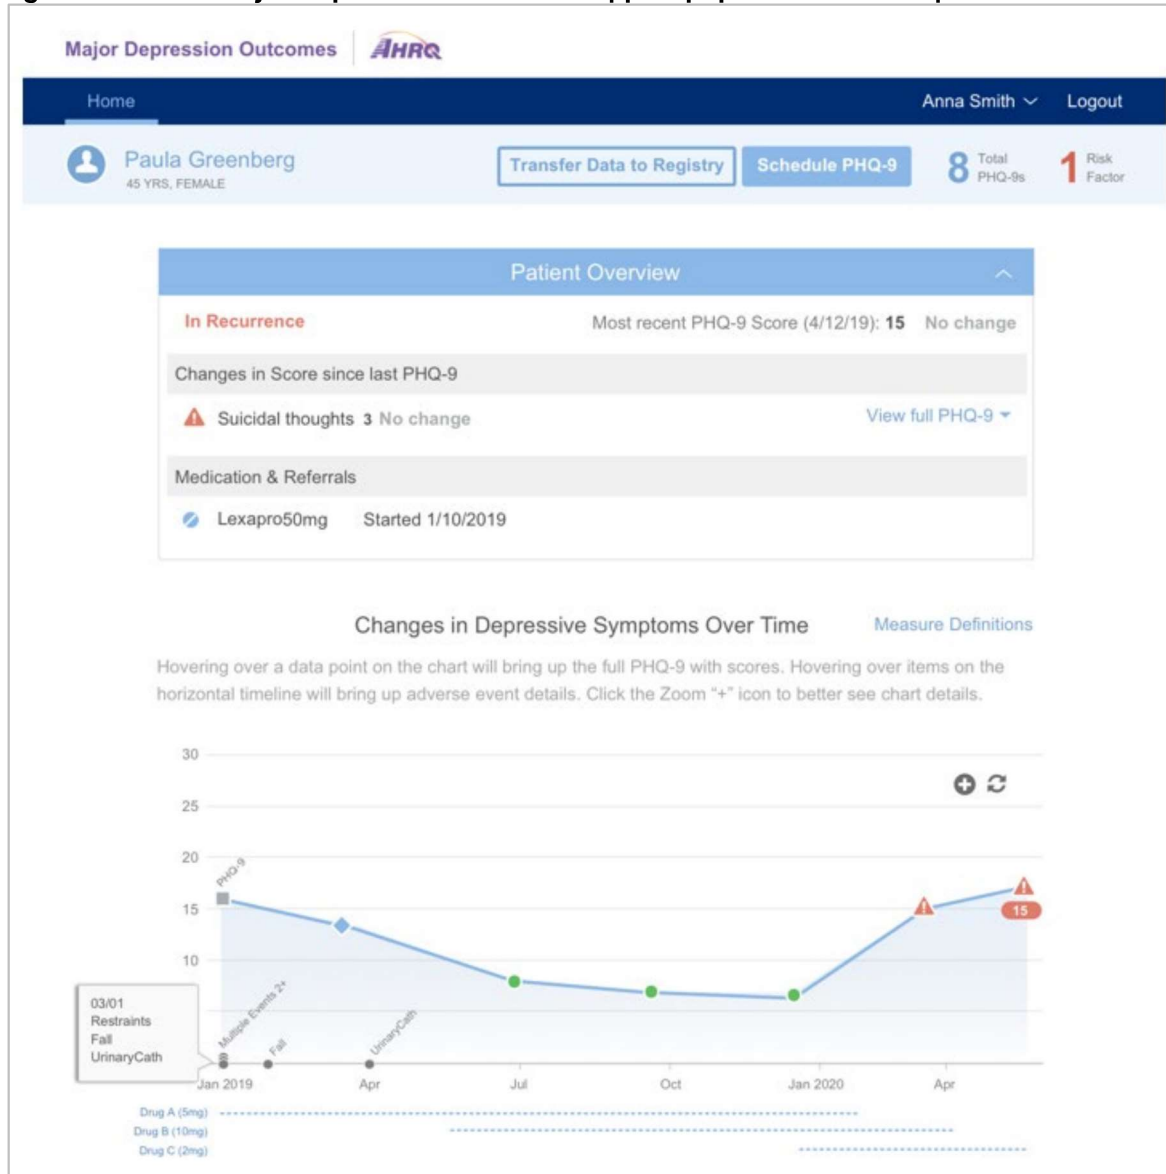 Major Depression Outcomes AHRQ
Home Anna Smith Logout
Paula Greenberg
45 YRS, FEMALE
Transfer Data to Registry Schedule PHQ-9
8 Total PHQ-9s
1 Risk Factor
Patient Overview
In Recurrence Most recent PHQ-9 Score (4/12/19): 15 No change
Changes in Score since last PHQ-9
Suicidal thoughts 3 No change View full PHQ-9
Medication & Referrals
Lexapro50mg Started 1/10/2019
Changes in Depressive Symptoms Over Time Measure Definitions
Hovering over a data point on the chart will bring up the full PHQ-9 with scores. Hovering over items on the
horizontal timeline will bring up adverse event details. Click the Zoom "+" icon to better see chart details.
30
25
20
PHQ-9
15
15
10
03/01
Restraints
Fall
UrinaryCath
Multiple Events 2+
Fall
UrinaryCath
Jan 2019 Apr Jul Oct Jan 2020 Apr
Drug A (5mg)
Drug B (10mg)
Drug C (2mg)